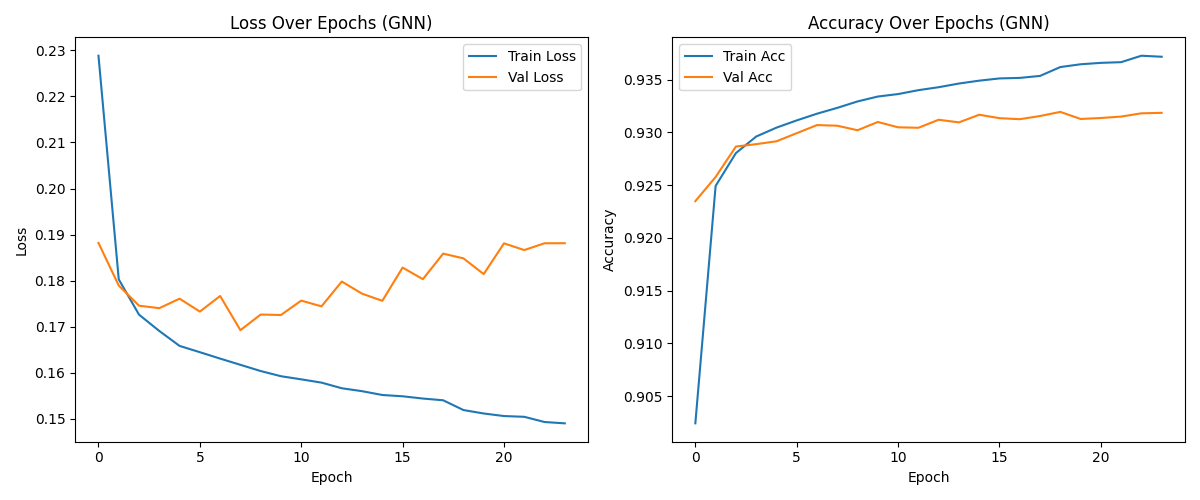 Loss Over Epochs (GNN)
0.23
0.22
0.21
0.20
0.19
0.18
0.17
0.16
0.15
Loss
Train Loss
Val Loss
0 5 10 15 20
Epoch
Accuracy Over Epochs (GNN)
0.935
0.930
0.925
0.920
0.915
0.910
0.905
Accuracy
Train Acc
Val Acc
0 5 10 15 20
Epoch